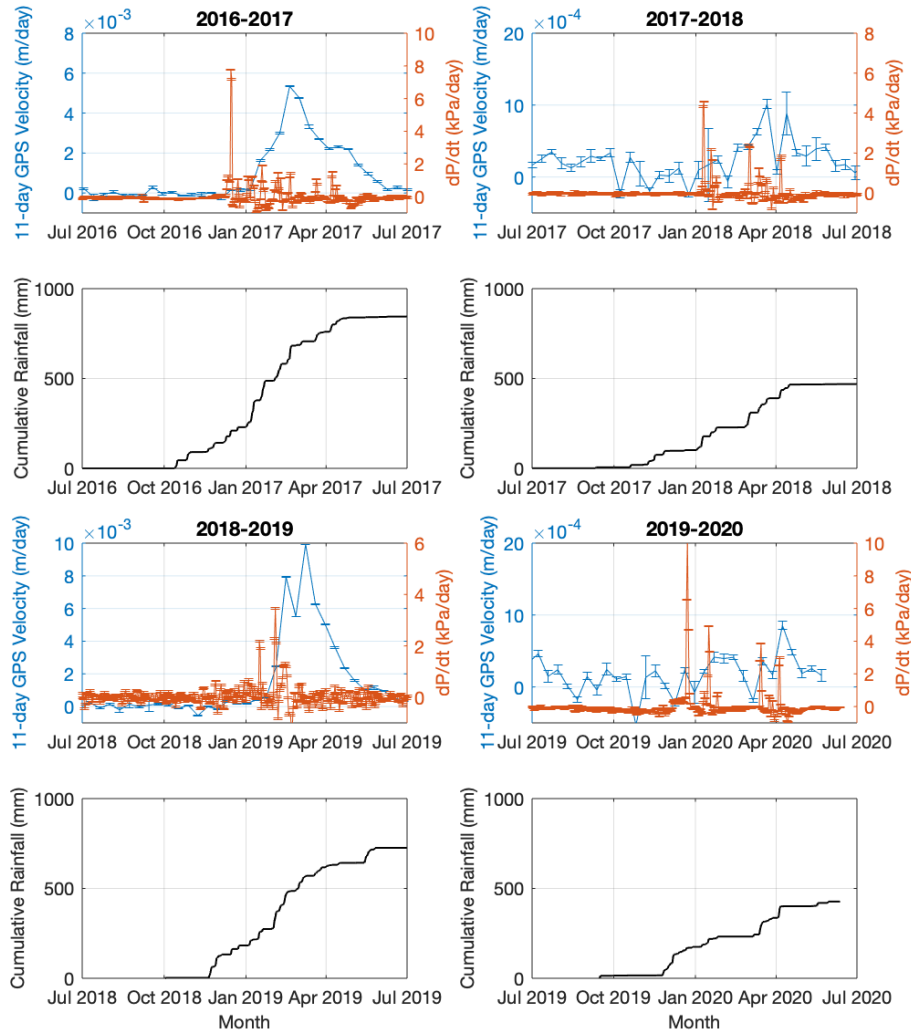 2016-2017
×10⁻³
11-day GPS Velocity (m/day)
8
6
4
2
0
dP/dt (kPa/day)
10
8
6
4
2
0
Jul 2016 Oct 2016 Jan 2017 Apr 2017 Jul 2017
2017-2018
20 ×10⁻⁴
11-day GPS Velocity (m/day)
10
0
dP/dt (kPa/day)
8
6
4
2
0
Jul 2017 Oct 2017 Jan 2018 Apr 2018 Jul 2018
Cumulative Rainfall (mm)
1000
500
0
Jul 2016 Oct 2016 Jan 2017 Apr 2017 Jul 2017
Cumulative Rainfall (mm)
1000
500
0
Jul 2017 Oct 2017 Jan 2018 Apr 2018 Jul 2018
2018-2019
10 ×10⁻³
11-day GPS Velocity (m/day)
8
6
4
2
0
dP/dt (kPa/day)
6
4
2
0
Jul 2018 Oct 2018 Jan 2019 Apr 2019 Jul 2019
2019-2020
20 ×10⁻⁴
11-day GPS Velocity (m/day)
10
0
dP/dt (kPa/day)
10
8
6
4
2
0
Jul 2019 Oct 2019 Jan 2020 Apr 2020 Jul 2020
Cumulative Rainfall (mm)
1000
500
0
Jul 2018 Oct 2018 Jan 2019 Apr 2019 Jul 2019
Month
Cumulative Rainfall (mm)
1000
500
0
Jul 2019 Oct 2019 Jan 2020 Apr 2020 Jul 2020
Month